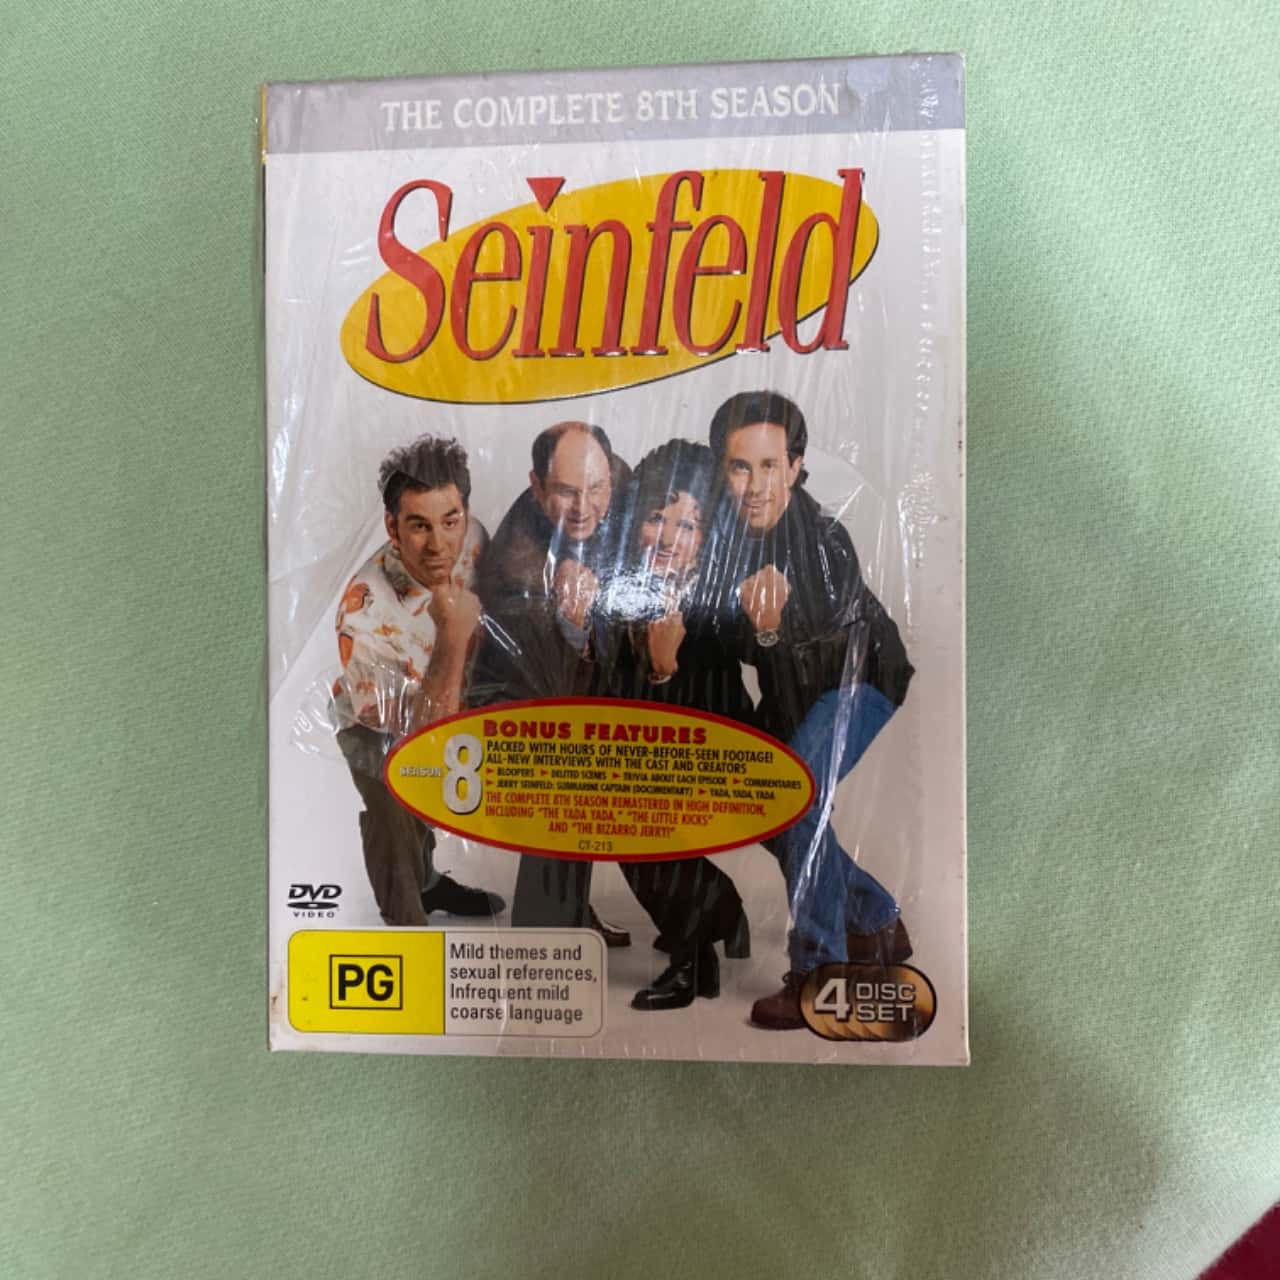 THE COMPLETE 8TH SEASON
Seinfeld
BONUS FEATURES
SEASON 8
PACKED WITH HOURS OF NEVER-BEFORE-SEEN FOOTAGE!
ALL-NEW INTERVIEWS WITH THE CAST AND CREATORS
► BLOOPERS ► DELETED SCENES ► TRIVIA ABOUT EACH EPISODE ► COMMENTARIES
► JERRY SEINFELD: SUBMARINE CAPTAIN (DOCUMENTARY) ► YADA, YADA, YADA
THE COMPLETE 8TH SEASON REMASTERED IN HIGH DEFINITION,
INCLUDING "THE YADA YADA," "THE LITTLE KICKS"
AND "THE BIZARRO JERRY!"
CT-213
DVD
VIDEO
PG
Mild themes and
sexual references,
Infrequent mild
coarse language
4 DISC
SET